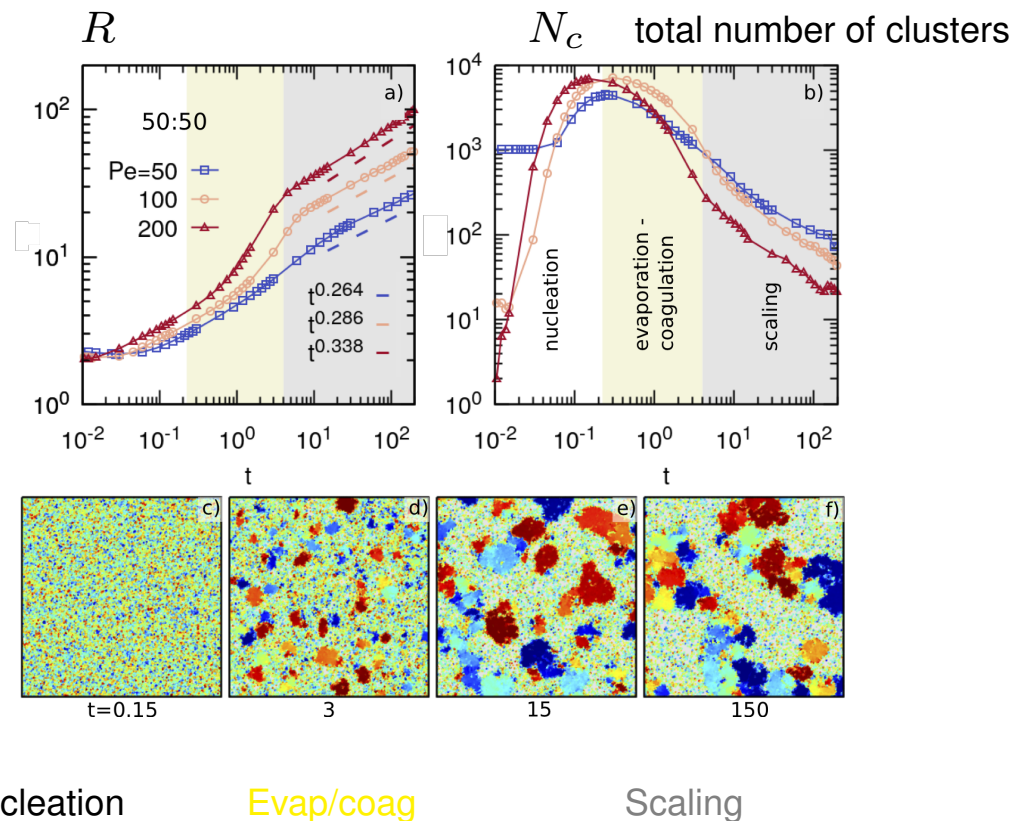 R
N_c total number of clusters
a)
50:50
Pe=50
100
200
t^0.264
t^0.286
t^0.338
10^2
10^1
10^0
10^-2 10^-1 10^0 10^1 10^2
t
b)
nucleation
evaporation -
coagulation
scaling
10^4
10^3
10^2
10^1
10^0
10^-2 10^-1 10^0 10^1 10^2
t
c) d) e) f)
t=0.15 3 15 150
cleation Evap/coag Scaling